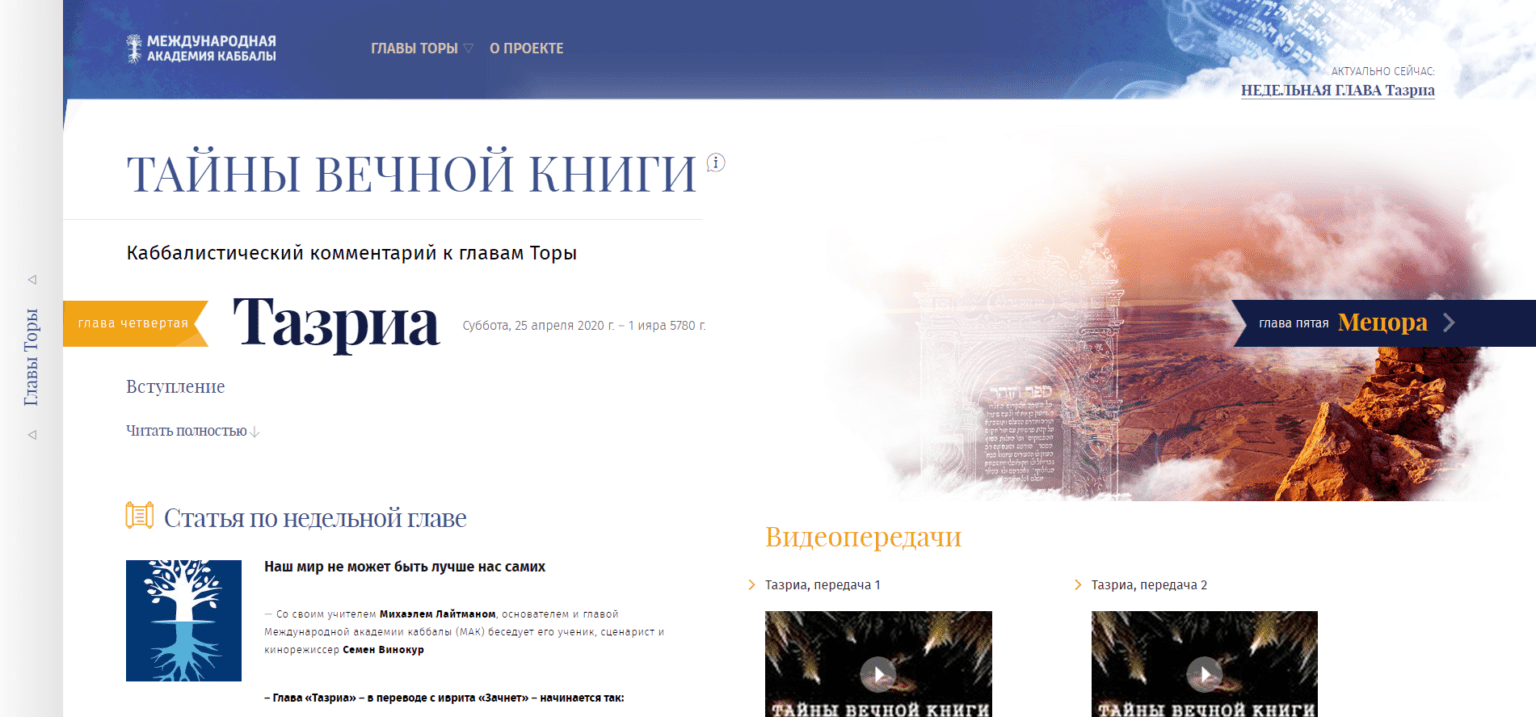 МЕЖДУНАРОДНАЯ
АКАДЕМИЯ КАББАЛЫ
ГЛАВЫ ТОРЫ
О ПРОЕКТЕ
АКТУАЛЬНО СЕЙЧАС:
НЕДЕЛЬНАЯ ГЛАВА Тазриа
ТАЙНЫ ВЕЧНОЙ КНИГИ
Каббалистический комментарий к главам Торы
глава четвертая
Тазриа
Суббота, 25 апреля 2020 г. – 1 ияра 5780 г.
глава пятая Мецора
Главы Торы
Вступление
Читать полностью
ספר הזהר
Статья по недельной главе
Наш мир не может быть лучше нас самих
— Со своим учителем Михаэлем Лайтманом, основателем и главой
Международной академии каббалы (МАК) беседует его ученик, сценарист и
кинорежиссер Семен Винокур
– Глава «Тазриа» – в переводе с иврита «Зачнет» – начинается так:
Видеопередачи
Тазриа, передача 1
Тазриа, передача 2
ТАЙНЫ ВЕЧНОЙ КНИГИ
ТАЙНЫ ВЕЧНОЙ КНИГИ